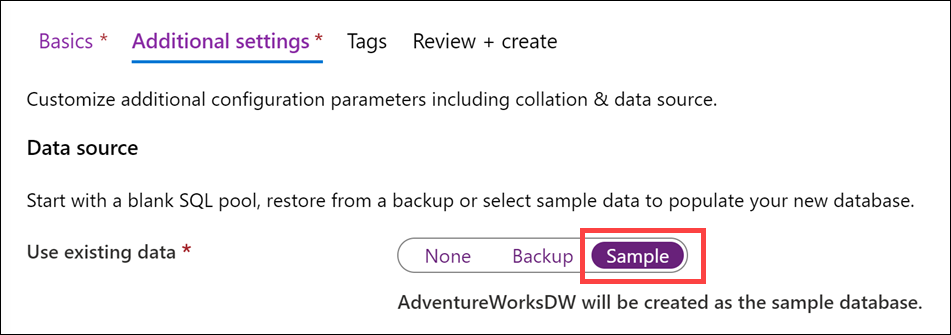 Basics * Additional settings * Tags Review + create
Customize additional configuration parameters including collation & data source.
Data source
Start with a blank SQL pool, restore from a backup or select sample data to populate your new database.
Use existing data * None Backup Sample
AdventureWorksDW will be created as the sample database.